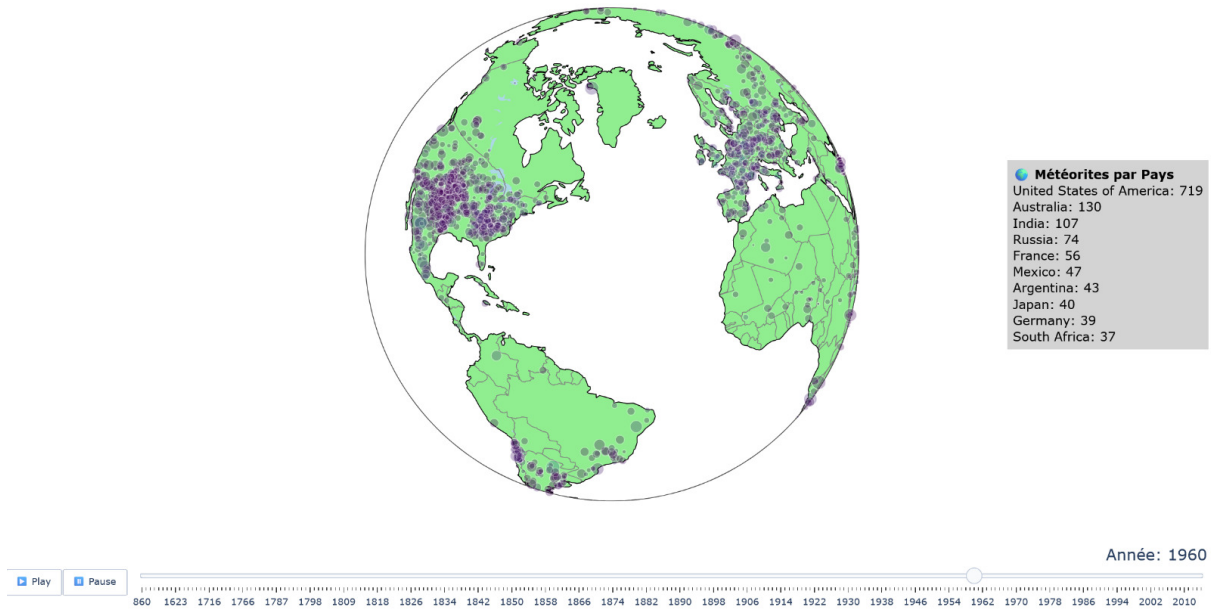 Météorites par Pays
United States of America: 719
Australia: 130
India: 107
Russia: 74
France: 56
Mexico: 47
Argentina: 43
Japan: 40
Germany: 39
South Africa: 37
Année: 1960
Play Pause
860 1623 1716 1766 1787 1798 1809 1818 1826 1834 1842 1850 1858 1866 1874 1882 1890 1898 1906 1914 1922 1930 1938 1946 1954 1962 1970 1978 1986 1994 2002 2010